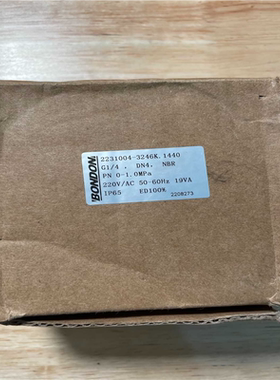 BONDON
2231004-3246K.1440
G1/4 . DN4. NBR
PN 0-1.0MPa
220V/AC 50-60Hz 19VA
IP65 ED100%
2208273